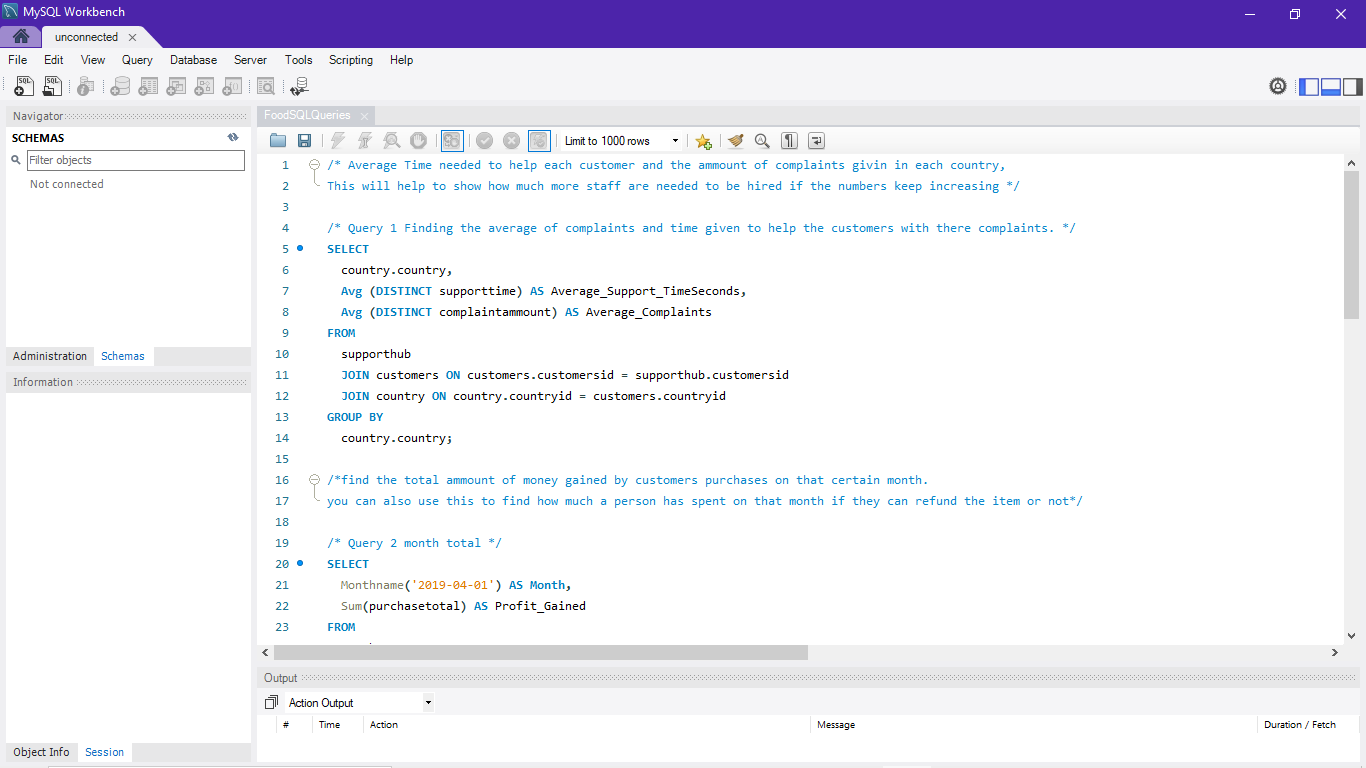 MySQL Workbench
unconnected
File Edit View Query Database Server Tools Scripting Help
Navigator
SCHEMAS
Filter objects
Not connected
Administration Schemas
Information
Object Info Session
FoodSQLQueries
Limit to 1000 rows
1 /* Average Time needed to help each customer and the ammount of complaints givin in each country,
2 This will help to show how much more staff are needed to be hired if the numbers keep increasing */
3
4 /* Query 1 Finding the average of complaints and time given to help the customers with there complaints. */
5 SELECT
6 country.country,
7 Avg (DISTINCT supporttime) AS Average_Support_TimeSeconds,
8 Avg (DISTINCT complaintammount) AS Average_Complaints
9 FROM
10 supporthub
11 JOIN customers ON customers.customersid = supporthub.customersid
12 JOIN country ON country.countryid = customers.countryid
13 GROUP BY
14 country.country;
15
16 /*find the total ammount of money gained by customers purchases on that certain month.
17 you can also use this to find how much a person has spent on that month if they can refund the item or not*/
18
19 /* Query 2 month total */
20 SELECT
21 Monthname('2019-04-01') AS Month,
22 Sum(purchasetotal) AS Profit_Gained
23 FROM
Output
Action Output
# Time Action Message Duration / Fetch